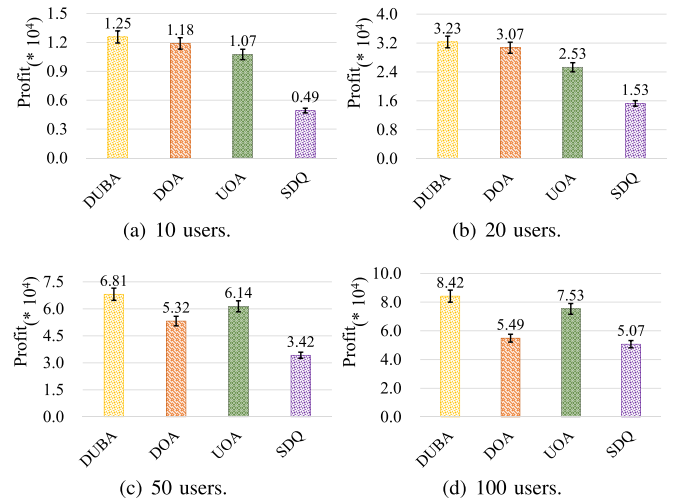 Profit (* 10⁴)
1.5
1.2
0.9
0.6
0.3
0.0
1.25
1.18
1.07
0.49
DUBA
DOA
UOA
SDQ
(a) 10 users.
Profit (* 10⁴)
4.0
3.2
2.4
1.6
0.8
0.0
3.23
3.07
2.53
1.53
DUBA
DOA
UOA
SDQ
(b) 20 users.
Profit (* 10⁴)
7.5
6.0
4.5
3.0
1.5
0.0
6.81
5.32
6.14
3.42
DUBA
DOA
UOA
SDQ
(c) 50 users.
Profit (* 10⁴)
10.0
8.0
6.0
4.0
2.0
0.0
8.42
5.49
7.53
5.07
DUBA
DOA
UOA
SDQ
(d) 100 users.